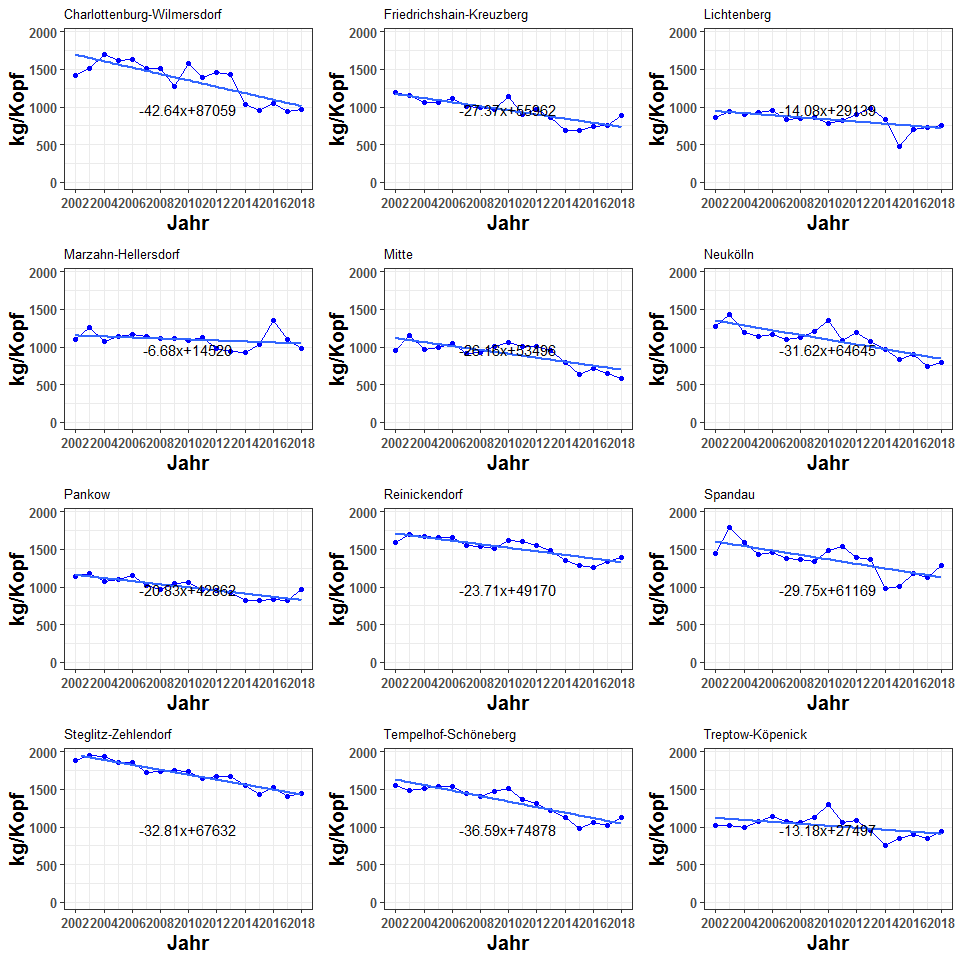 Charlottenburg-Wilmersdorf
kg/Kopf
2000
1500
1000
500
0
-42.64x+87059
2002 2004 2006 2008 2010 2012 2014 2016 2018
Jahr
Friedrichshain-Kreuzberg
kg/Kopf
2000
1500
1000
500
0
2002 2004 2006 2008 2010 2012 2014 2016 2018
Jahr
Lichtenberg
kg/Kopf
2000
1500
1000
500
0
-14.08x+29139
2002 2004 2006 2008 2010 2012 2014 2016 2018
Jahr
Marzahn-Hellersdorf
kg/Kopf
2000
1500
1000
500
0
2002 2004 2006 2008 2010 2012 2014 2016 2018
Jahr
Mitte
kg/Kopf
2000
1500
1000
500
0
2002 2004 2006 2008 2010 2012 2014 2016 2018
Jahr
Neukölln
kg/Kopf
2000
1500
1000
500
0
-31.62x+64645
2002 2004 2006 2008 2010 2012 2014 2016 2018
Jahr
Pankow
kg/Kopf
2000
1500
1000
500
0
-20.83x+42862
2002 2004 2006 2008 2010 2012 2014 2016 2018
Jahr
Reinickendorf
kg/Kopf
2000
1500
1000
500
0
-23.71x+49170
2002 2004 2006 2008 2010 2012 2014 2016 2018
Jahr
Spandau
kg/Kopf
2000
1500
1000
500
0
-29.75x+61169
2002 2004 2006 2008 2010 2012 2014 2016 2018
Jahr
Steglitz-Zehlendorf
kg/Kopf
2000
1500
1000
500
0
-32.81x+67632
2002 2004 2006 2008 2010 2012 2014 2016 2018
Jahr
Tempelhof-Schöneberg
kg/Kopf
2000
1500
1000
500
0
-36.59x+74878
2002 2004 2006 2008 2010 2012 2014 2016 2018
Jahr
Treptow-Köpenick
kg/Kopf
2000
1500
1000
500
0
-13.18x+27497
2002 2004 2006 2008 2010 2012 2014 2016 2018
Jahr